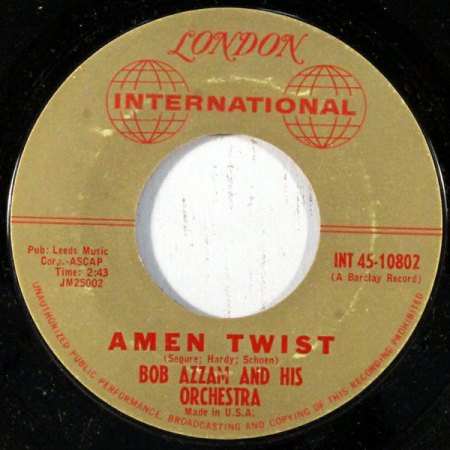 LONDON
INTERNATIONAL
Pub: Leeds Music
Corp.-ASCAP
Time: 2:43
JM25002
INT 45-10802
(A Barclay Record)
AMEN TWIST
(Segure; Hardy; Schoen)
BOB AZZAM AND HIS
ORCHESTRA
Made in U.S.A.
UNAUTHORIZED PUBLIC PERFORMANCE, BROADCASTING AND COPYING OF THIS RECORDING PROHIBITED